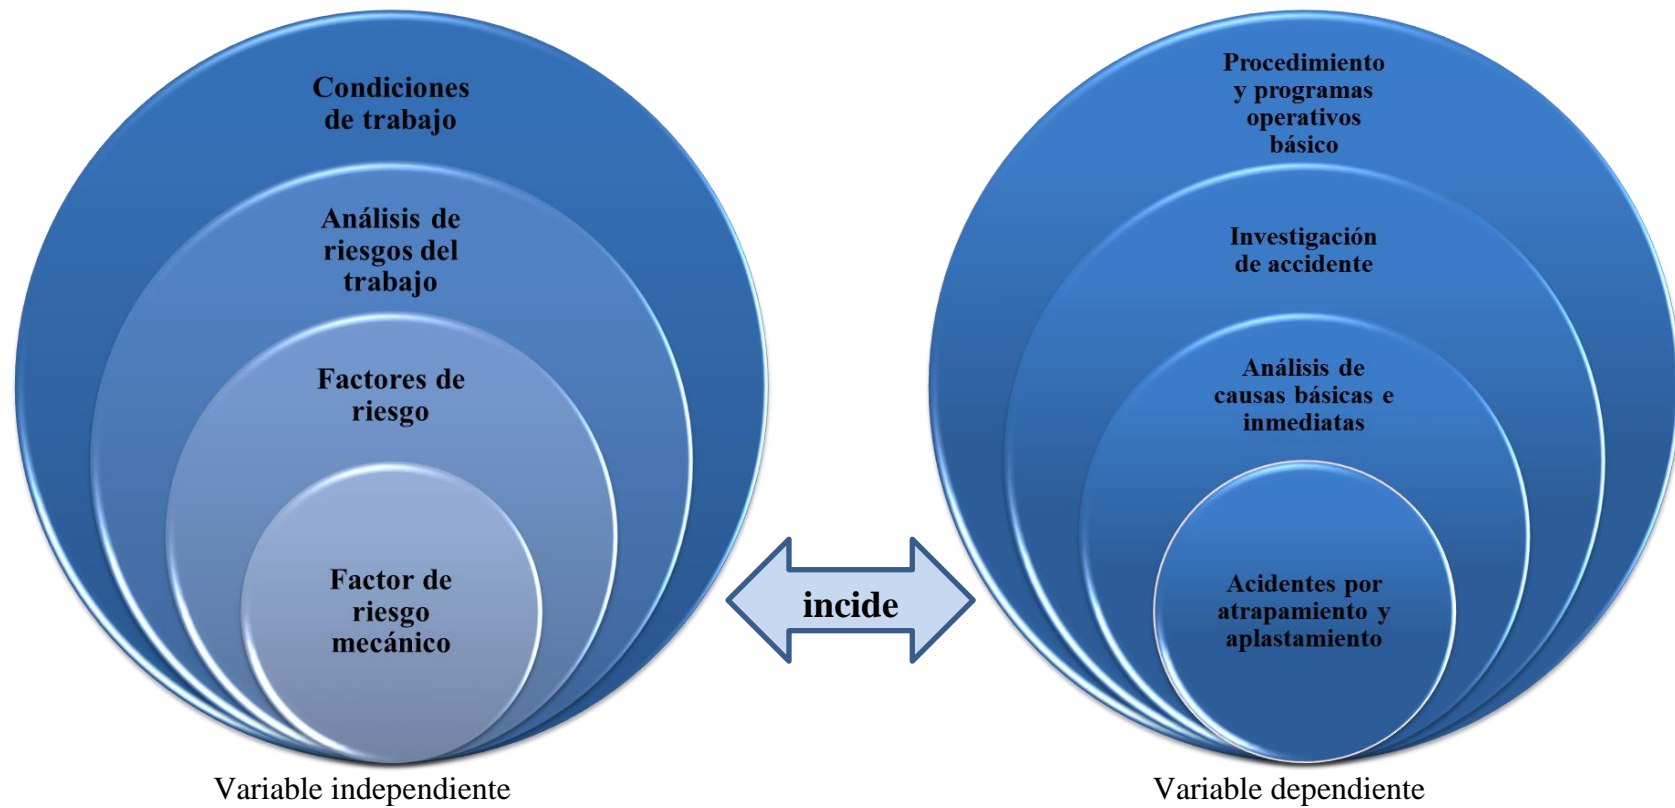 Condiciones
de trabajo
Análisis de
riesgos del
trabajo
Factores de
riesgo
Factor de
riesgo
mecánico
Variable independiente
incide
Procedimiento
y programas
operativos
básico
Investigación
de accidente
Análisis de
causas básicas e
inmediatas
Acidentes por
atrapamiento y
aplastamiento
Variable dependiente